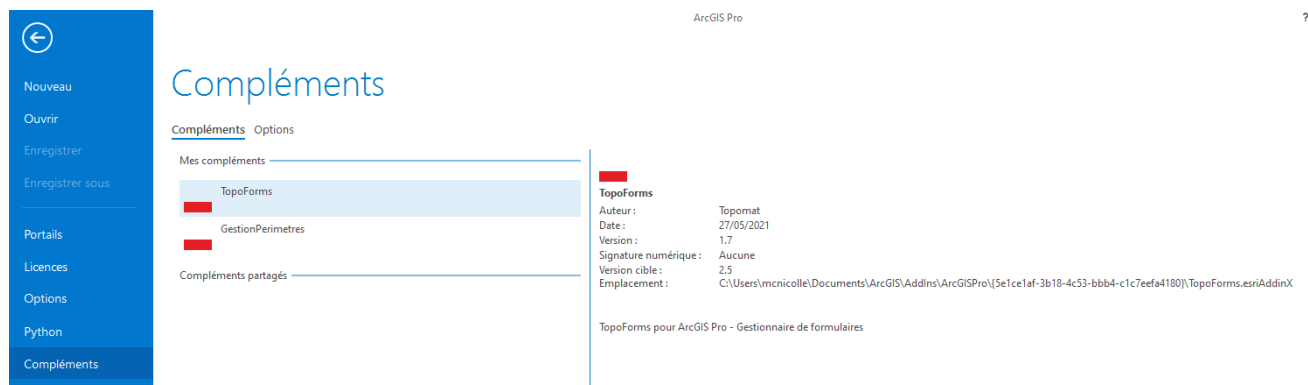 ArcGIS Pro
?
Nouveau
Ouvrir
Enregistrer
Enregistrer sous
Portails
Licences
Options
Python
Compléments
Compléments
Compléments Options
Mes compléments
TopoForms
GestionPerimetres
Compléments partagés
TopoForms
Auteur : Topomat
Date : 27/05/2021
Version : 1.7
Signature numérique : Aucune
Version cible : 2.5
Emplacement : C:\Users\mcnicolle\Documents\ArcGIS\AddIns\ArcGISPro\{5e1ce1af-3b18-4c53-bbb4-c1c7eefa4180}\TopoForms.esriAddinX
TopoForms pour ArcGIS Pro - Gestionnaire de formulaires